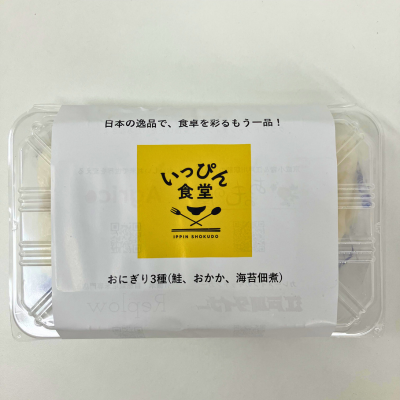 日本の逸品で、食卓を彩るもう一品！
いっぴん
食堂
IPPIN SHOKUDO
おにぎり3種(鮭、おかか、海苔佃煮)